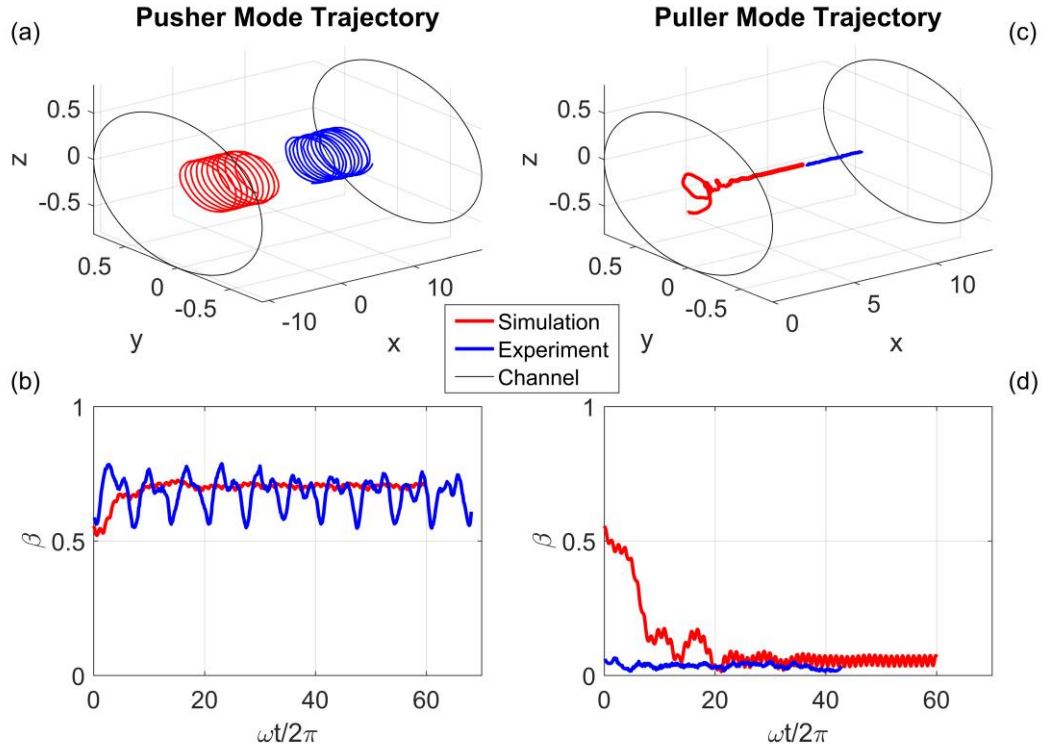 Pusher Mode Trajectory
Puller Mode Trajectory
(a)
(c)
0.5
0
-0.5
z
0.5
0
-0.5
y
-10
0
10
x
0.5
0
-0.5
z
0.5
0
-0.5
y
0
5
10
x
Simulation
Experiment
Channel
(b)
(d)
1
0.5
0
β
0 20 40 60
ωt/2π
1
0.5
0
β
0 20 40 60
ωt/2π